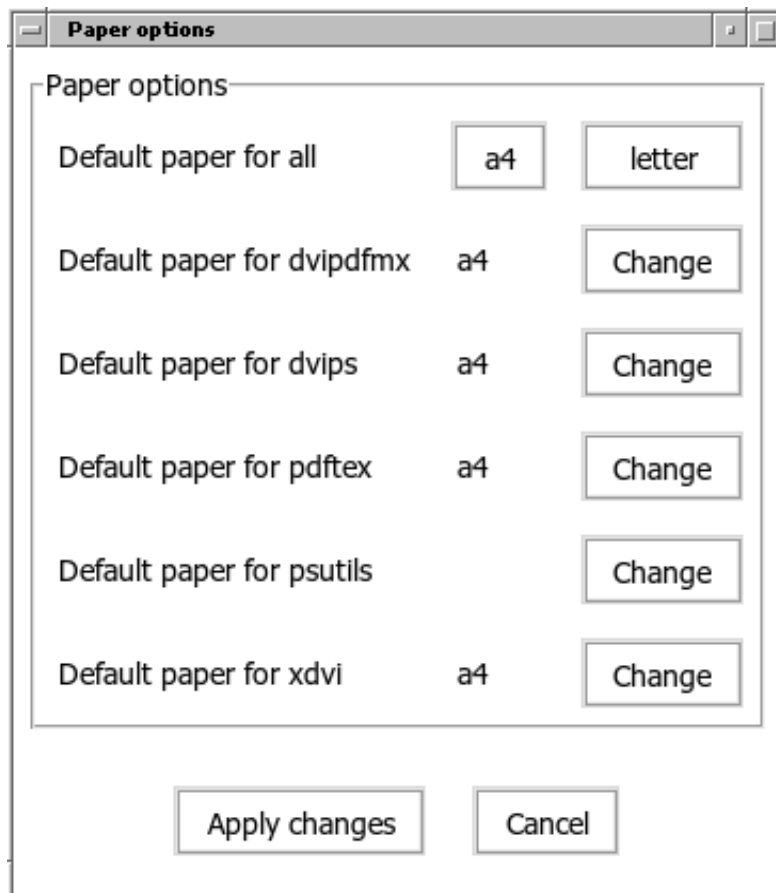 Paper options
Paper options
Default paper for all a4 letter
Default paper for dvipdfmx a4 Change
Default paper for dvips a4 Change
Default paper for pdftex a4 Change
Default paper for psutils Change
Default paper for xdvi a4 Change
Apply changes Cancel